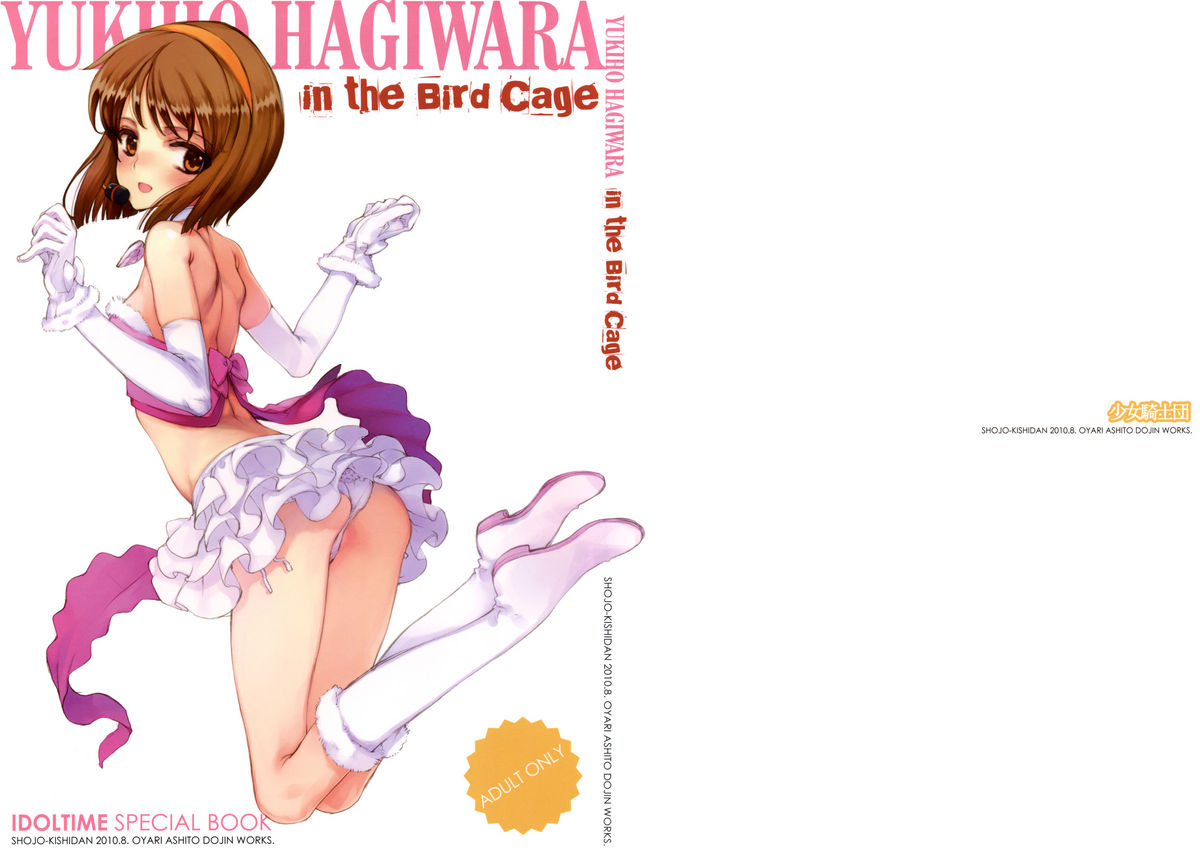 YUKIHO HAGIWARA
in the Bird Cage
YUKIHO HAGIWARA in the Bird Cage
SHOJO-KISHIDAN 2010.8. OYARI ASHITO DOJIN WORKS.
ADULT ONLY
IDOLTIME SPECIAL BOOK
SHOJO-KISHIDAN 2010.8. OYARI ASHITO DOJIN WORKS.
少女騎士団
SHOJO-KISHIDAN 2010.8. OYARI ASHITO DOJIN WORKS.